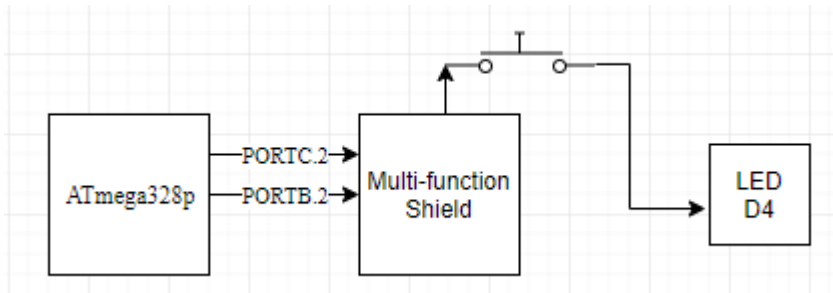 ATmega328p
PORTC.2
PORTB.2
Multi-function
Shield
LED
D4